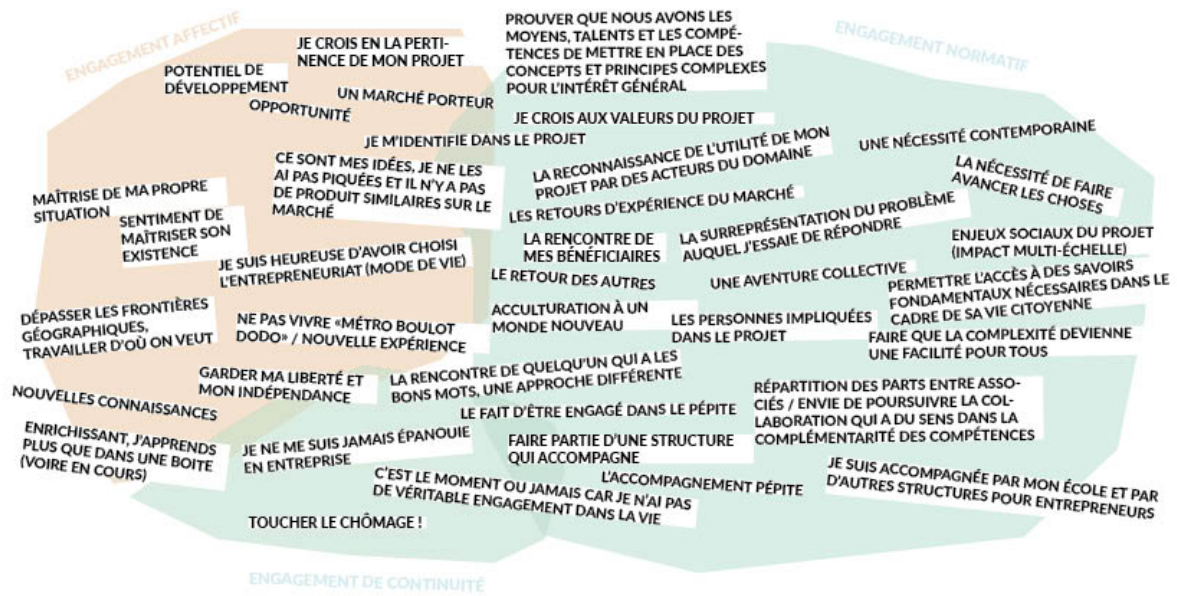 ENGAGEMENT AFFECTIF
JE CROIS EN LA PERTI-
NENCE DE MON PROJET
POTENTIEL DE
DÉVELOPPEMENT
OPPORTUNITÉ
UN MARCHÉ PORTEUR
PROUVER QUE NOUS AVONS LES
MOYENS, TALENTS ET LES COMPÉ-
TENCES DE METTRE EN PLACE DES
CONCEPTS ET PRINCIPES COMPLEXES
POUR L'INTÉRÊT GÉNÉRAL
ENGAGEMENT NORMATIF
JE CROIS AUX VALEURS DU PROJET
JE M'IDENTIFIE DANS LE PROJET
UNE NÉCESSITÉ CONTEMPORAINE
CE SONT MES IDÉES, JE NE LES
AI PAS PIQUÉES ET IL N'Y A PAS
DE PRODUIT SIMILAIRES SUR LE
MARCHÉ
LA RECONNAISSANCE DE L'UTILITÉ DE MON
PROJET PAR DES ACTEURS DU DOMAINE
LA NÉCESSITÉ DE FAIRE
AVANCER LES CHOSES
MAÎTRISE DE MA PROPRE
SITUATION
SENTIMENT DE
MAÎTRISER SON
EXISTENCE
LES RETOURS D'EXPÉRIENCE DU MARCHÉ
LA SURREPRÉSENTATION DU PROBLÈME
AUQUEL J'ESSAIE DE RÉPONDRE
LA RENCONTRE DE
MES BÉNÉFICIAIRES
ENJEUX SOCIAUX DU PROJET
(IMPACT MULTI-ÉCHELLE)
JE SUIS HEUREUSE D'AVOIR CHOISI
L'ENTREPRENEURIAT (MODE DE VIE)
LE RETOUR DES AUTRES
UNE AVENTURE COLLECTIVE
PERMETTRE L'ACCÈS À DES SAVOIRS
FONDAMENTAUX NÉCESSAIRES DANS LE
CADRE DE SA VIE CITOYENNE
DÉPASSER LES FRONTIÈRES
GÉOGRAPHIQUES,
TRAVAILLER D'OÙ ON VEUT
NE PAS VIVRE «MÉTRO BOULOT
DODO» / NOUVELLE EXPÉRIENCE
ACCULTURATION À UN
MONDE NOUVEAU
LES PERSONNES IMPLIQUÉES
DANS LE PROJET
FAIRE QUE LA COMPLEXITÉ DEVIENNE
UNE FACILITÉ POUR TOUS
GARDER MA LIBERTÉ ET
MON INDÉPENDANCE
LA RENCONTRE DE QUELQU'UN QUI A LES
BONS MOTS, UNE APPROCHE DIFFÉRENTE
NOUVELLES CONNAISSANCES
LE FAIT D'ÊTRE ENGAGÉ DANS LE PÉPITE
RÉPARTITION DES PARTS ENTRE ASSO-
CIÉS / ENVIE DE POURSUIVRE LA COL-
LABORATION QUI A DU SENS DANS LA
COMPLÉMENTARITÉ DES COMPÉTENCES
ENRICHISSANT, J'APPRENDS
PLUS QUE DANS UNE BOITE
(VOIRE EN COURS)
JE NE ME SUIS JAMAIS ÉPANOUIE
EN ENTREPRISE
FAIRE PARTIE D'UNE STRUCTURE
QUI ACCOMPAGNE
C'EST LE MOMENT OU JAMAIS CAR JE N'AI PAS
DE VÉRITABLE ENGAGEMENT DANS LA VIE
L'ACCOMPAGNEMENT PÉPITE
JE SUIS ACCOMPAGNÉE PAR MON ÉCOLE ET PAR
D'AUTRES STRUCTURES POUR ENTREPRENEURS
TOUCHER LE CHÔMAGE !
ENGAGEMENT DE CONTINUITÉ